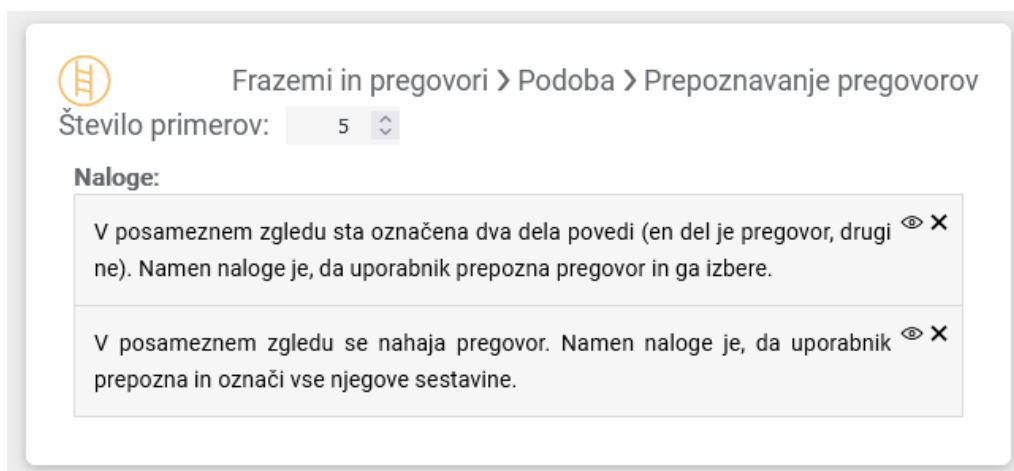 Frazemi in pregovori > Podoba > Prepoznavanje pregovorov
Število primerov: 5
Naloge:
V posameznem zgledu sta označena dva dela povedi (en del je pregovor, drugi
ne). Namen naloge je, da uporabnik prepozna pregovor in ga izbere.
V posameznem zgledu se nahaja pregovor. Namen naloge je, da uporabnik
prepozna in označi vse njegove sestavine.